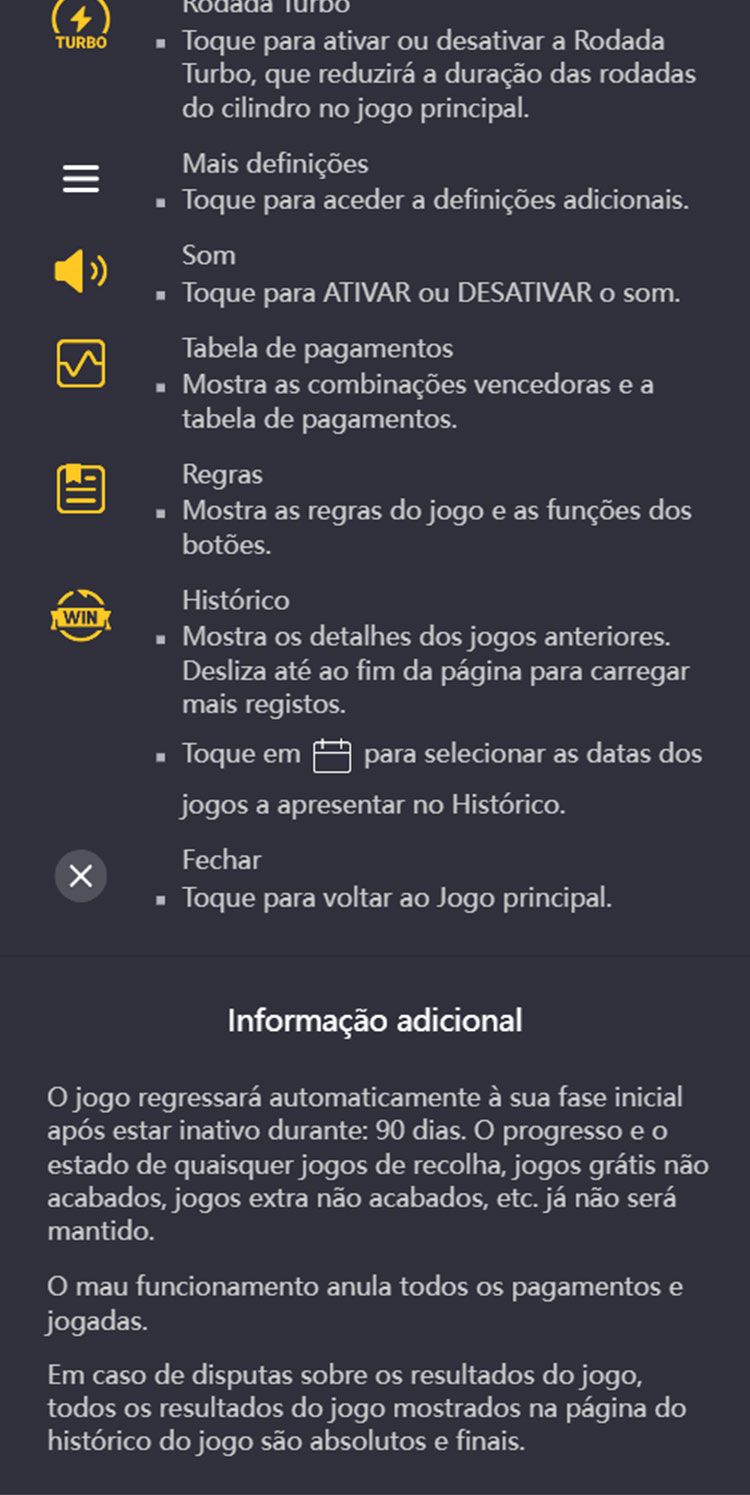 Rodada Turbo
TURBO
▪ Toque para ativar ou desativar a Rodada
Turbo, que reduzirá a duração das rodadas
do cilindro no jogo principal.
Mais definições
▪ Toque para aceder a definições adicionais.
Som
▪ Toque para ATIVAR ou DESATIVAR o som.
Tabela de pagamentos
▪ Mostra as combinações vencedoras e a
tabela de pagamentos.
Regras
▪ Mostra as regras do jogo e as funções dos
botões.
Histórico
WIN
▪ Mostra os detalhes dos jogos anteriores.
Desliza até ao fim da página para carregar
mais registos.
▪ Toque em para selecionar as datas dos
jogos a apresentar no Histórico.
Fechar
▪ Toque para voltar ao Jogo principal.
Informação adicional
O jogo regressará automaticamente à sua fase inicial
após estar inativo durante: 90 dias. O progresso e o
estado de quaisquer jogos de recolha, jogos grátis não
acabados, jogos extra não acabados, etc. já não será
mantido.
O mau funcionamento anula todos os pagamentos e
jogadas.
Em caso de disputas sobre os resultados do jogo,
todos os resultados do jogo mostrados na página do
histórico do jogo são absolutos e finais.